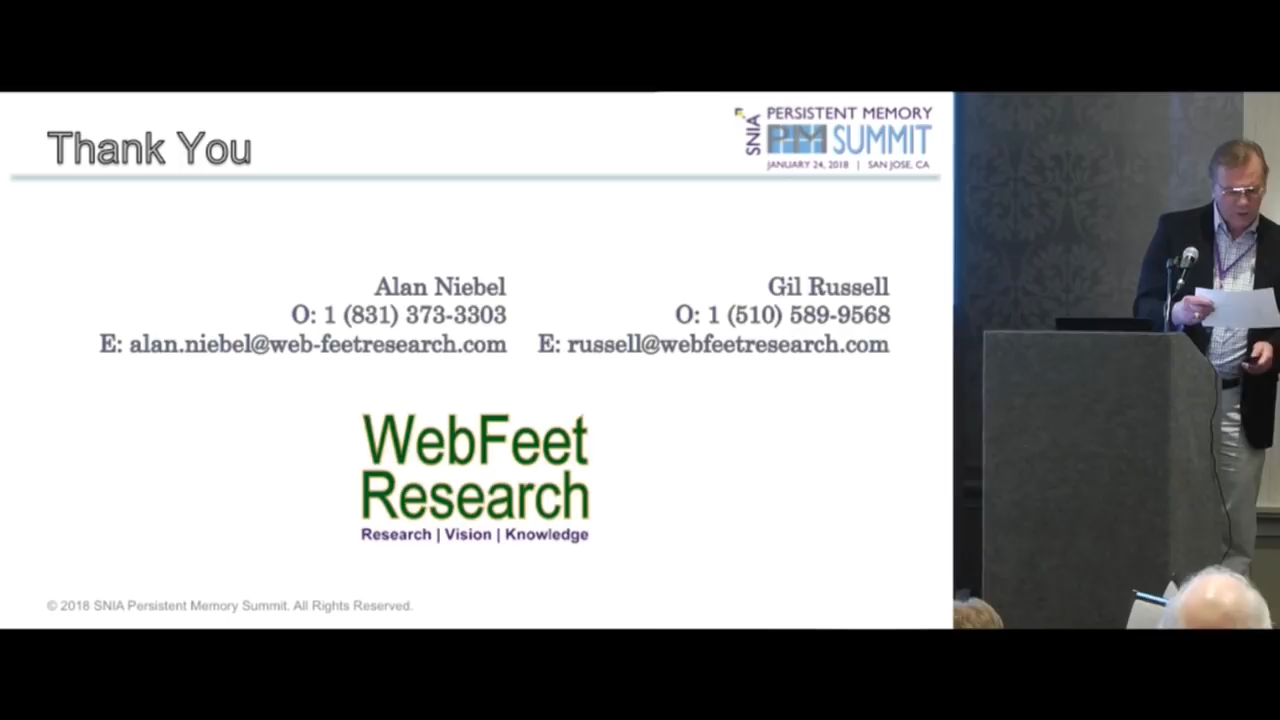 Thank You
SNIA
PERSISTENT MEMORY
PM SUMMIT
JANUARY 24, 2018 | SAN JOSE, CA
Alan Niebel
O: 1 (831) 373-3303
E: alan.niebel@web-feetresearch.com
Gil Russell
O: 1 (510) 589-9568
E: russell@webfeetresearch.com
WebFeet
Research
Research | Vision | Knowledge
© 2018 SNIA Persistent Memory Summit. All Rights Reserved.